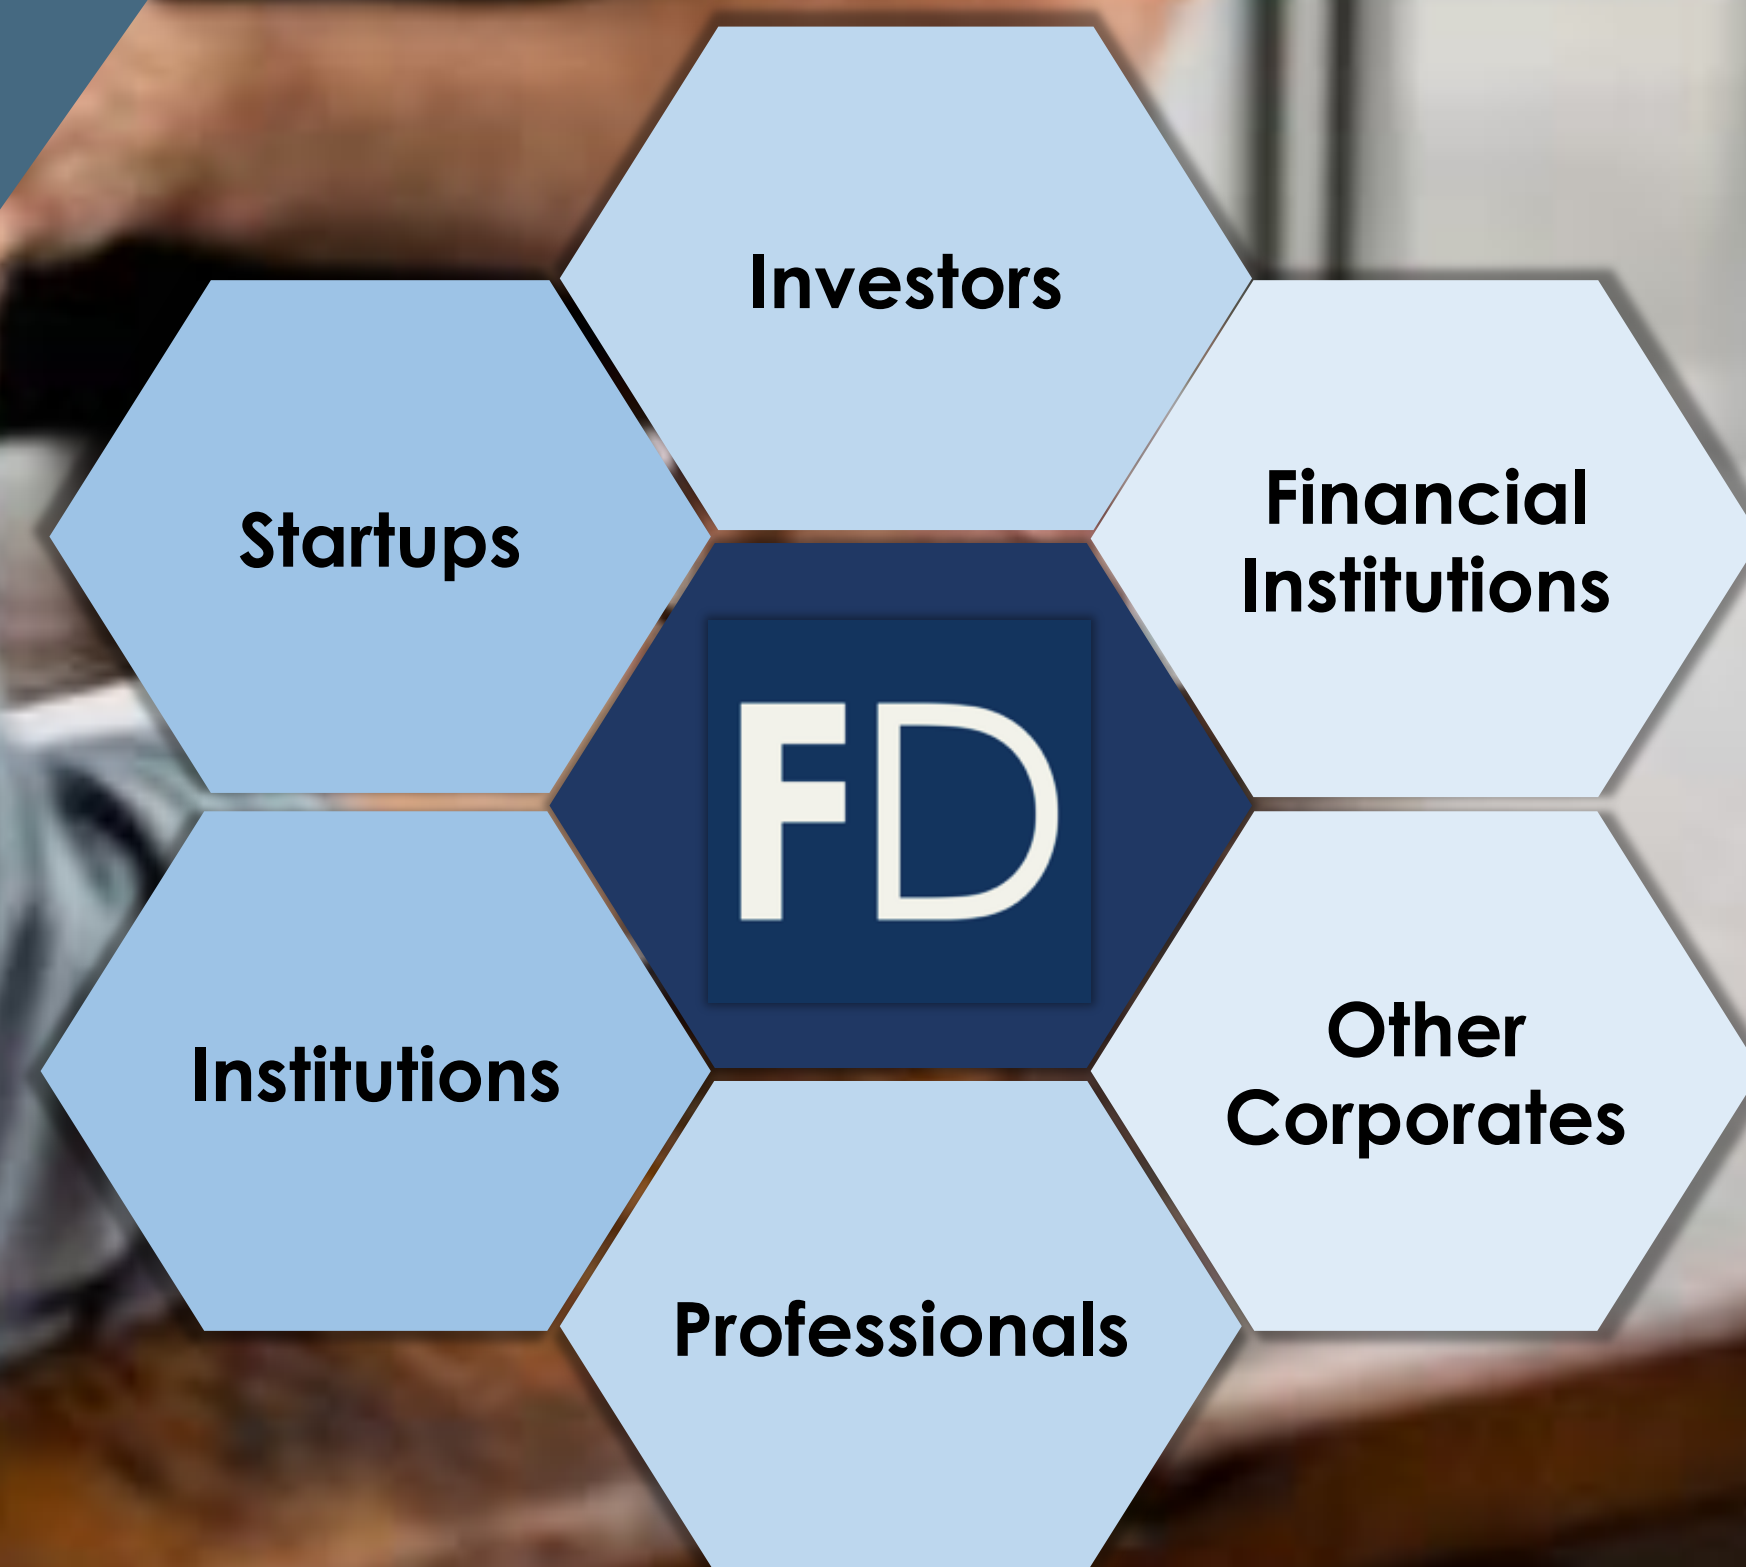 Investors
Startups
Financial
Institutions
FD
Institutions
Other
Corporates
Professionals